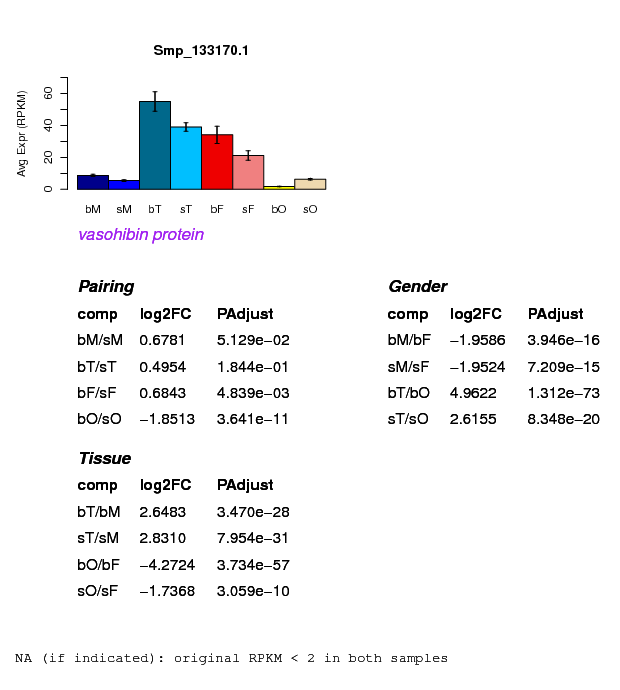 Smp_133170.1
Avg Expr (RPKM)
60
40
20
0
bM sM bT sT bF sF bO sO
vasohibin protein
Pairing
comp log2FC PAdjust
bM/sM 0.6781 5.129e−02
bT/sT 0.4954 1.844e−01
bF/sF 0.6843 4.839e−03
bO/sO −1.8513 3.641e−11
Gender
comp log2FC PAdjust
bM/bF −1.9586 3.946e−16
sM/sF −1.9524 7.209e−15
bT/bO 4.9622 1.312e−73
sT/sO 2.6155 8.348e−20
Tissue
comp log2FC PAdjust
bT/bM 2.6483 3.470e−28
sT/sM 2.8310 7.954e−31
bO/bF −4.2724 3.734e−57
sO/sF −1.7368 3.059e−10
NA (if indicated): original RPKM < 2 in both samples